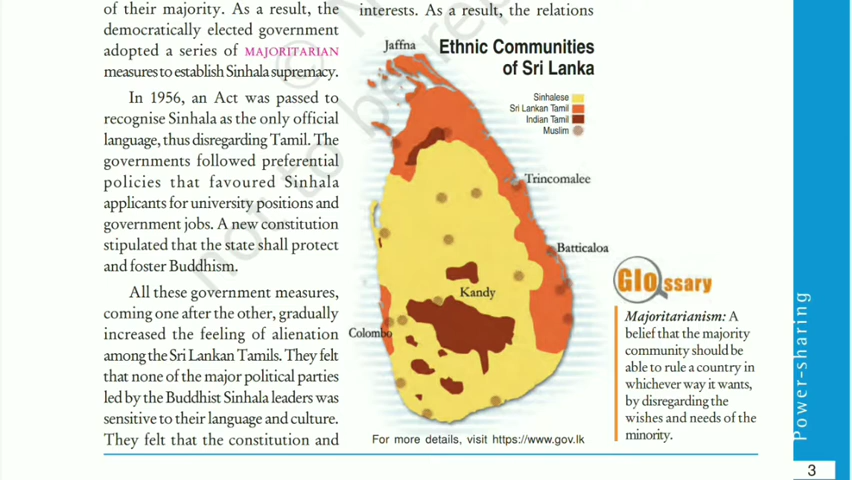 of their majority. As a result, the
democratically elected government
adopted a series of MAJORITARIAN
measures to establish Sinhala supremacy.
In 1956, an Act was passed to
recognise Sinhala as the only official
language, thus disregarding Tamil. The
governments followed preferential
policies that favoured Sinhala
applicants for university positions and
government jobs. A new constitution
stipulated that the state shall protect
and foster Buddhism.
All these government measures,
coming one after the other, gradually
increased the feeling of alienation
among the Sri Lankan Tamils. They felt
that none of the major political parties
led by the Buddhist Sinhala leaders was
sensitive to their language and culture.
They felt that the constitution and
interests. As a result, the relations
Ethnic Communities
of Sri Lanka
Sinhalese
Sri Lankan Tamil
Indian Tamil
Muslim
Jaffna
Trincomalee
Batticaloa
Kandy
Colombo
For more details, visit https://www.gov.lk
Glossary
Majoritarianism: A
belief that the majority
community should be
able to rule a country in
whichever way it wants,
by disregarding the
wishes and needs of the
minority.
Power-sharing
3
© N
not to be rep